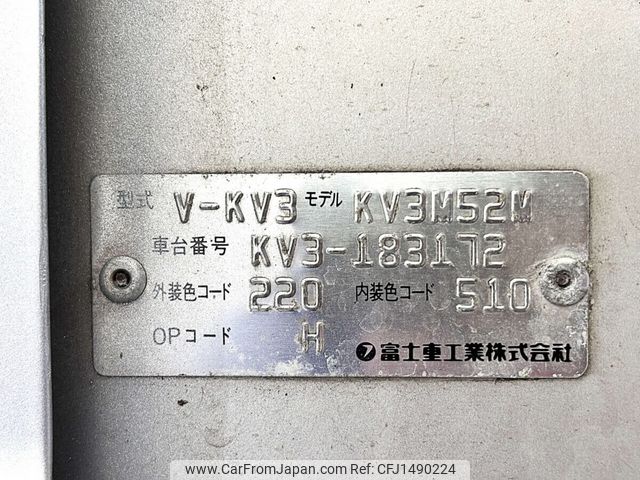 型式 V-KV3 モデル KV3M52M
車台番号 KV3-183172
外装色コード 220 内装色コード 510
OPコード H
⑦富士重工業株式会社
www.CarFromJapan.com | Ref No. CFJ1490224